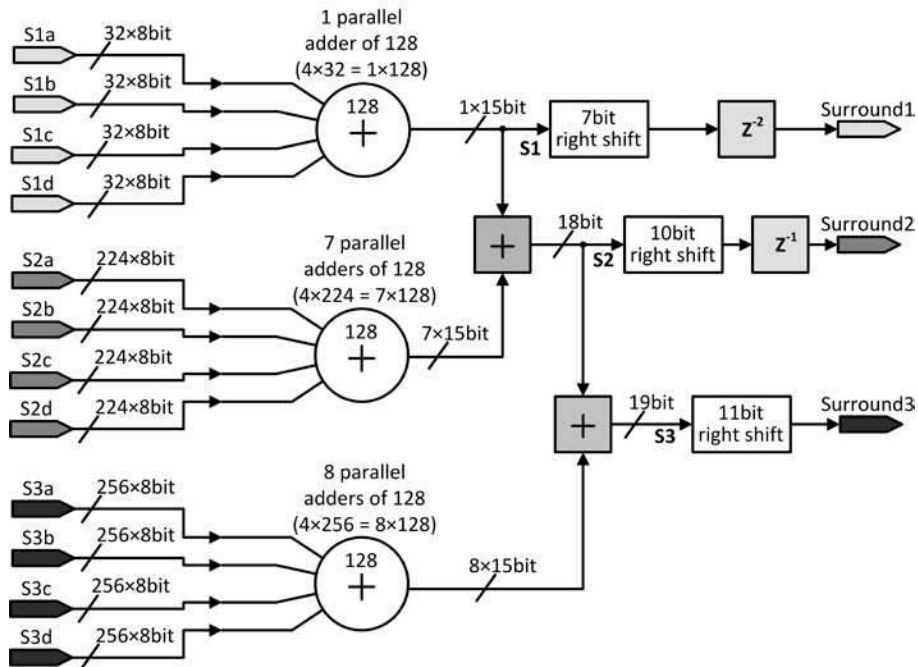 S1a
32×8bit
S1b
32×8bit
S1c
32×8bit
S1d
32×8bit
1 parallel
adder of 128
(4×32 = 1×128)
128
+
1×15bit
S1
7bit
right shift
Z⁻²
Surround1
S2a
224×8bit
S2b
224×8bit
S2c
224×8bit
S2d
224×8bit
7 parallel
adders of 128
(4×224 = 7×128)
128
+
7×15bit
+
18bit
S2
10bit
right shift
Z⁻¹
Surround2
S3a
256×8bit
S3b
256×8bit
S3c
256×8bit
S3d
256×8bit
8 parallel
adders of 128
(4×256 = 8×128)
128
+
8×15bit
+
19bit
S3
11bit
right shift
Surround3